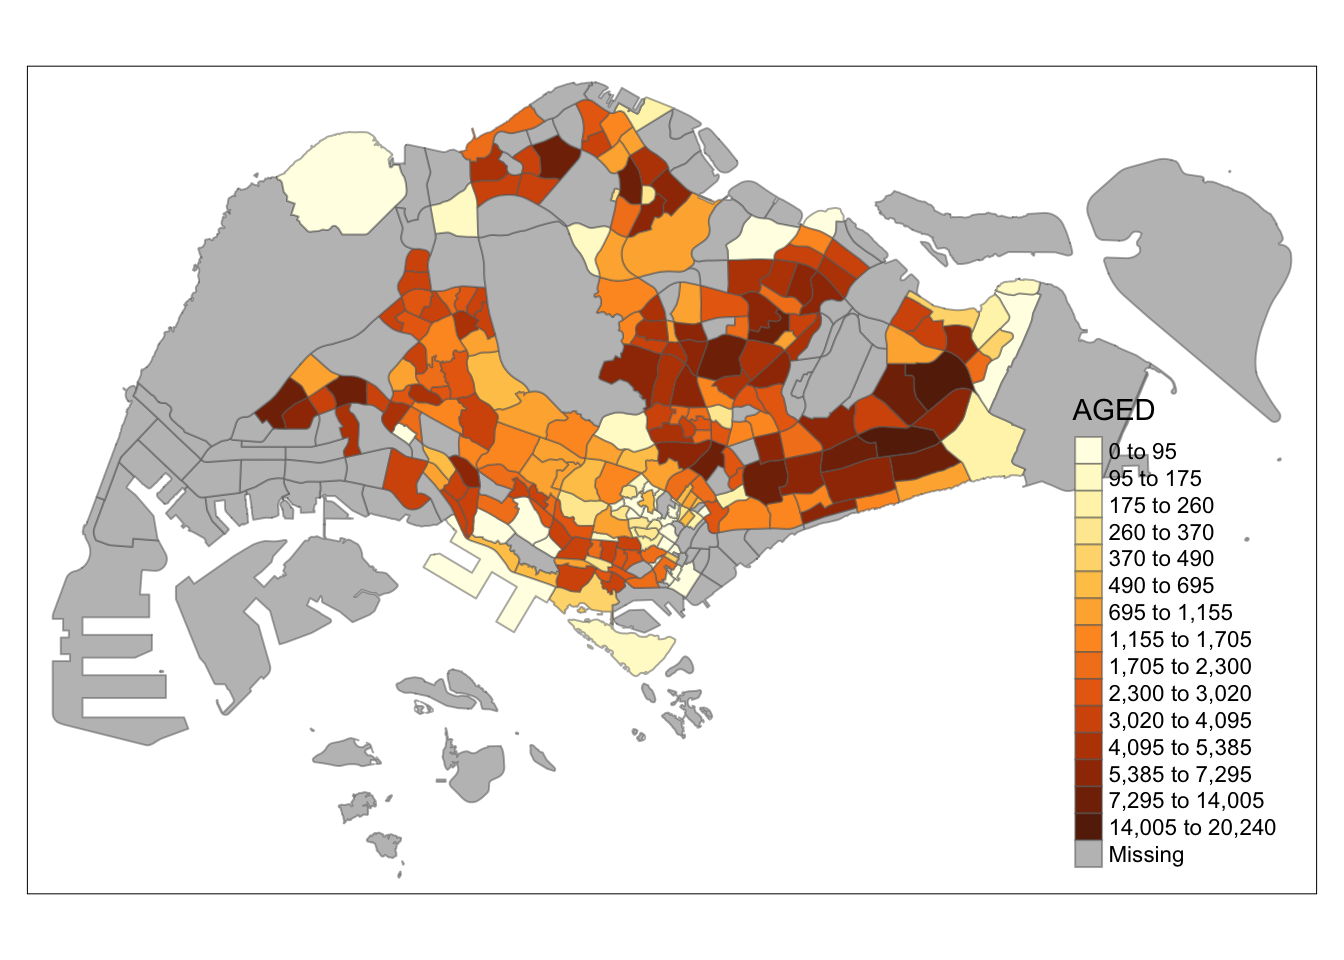 AGED
0 to 95
95 to 175
175 to 260
260 to 370
370 to 490
490 to 695
695 to 1,155
1,155 to 1,705
1,705 to 2,300
2,300 to 3,020
3,020 to 4,095
4,095 to 5,385
5,385 to 7,295
7,295 to 14,005
14,005 to 20,240
Missing